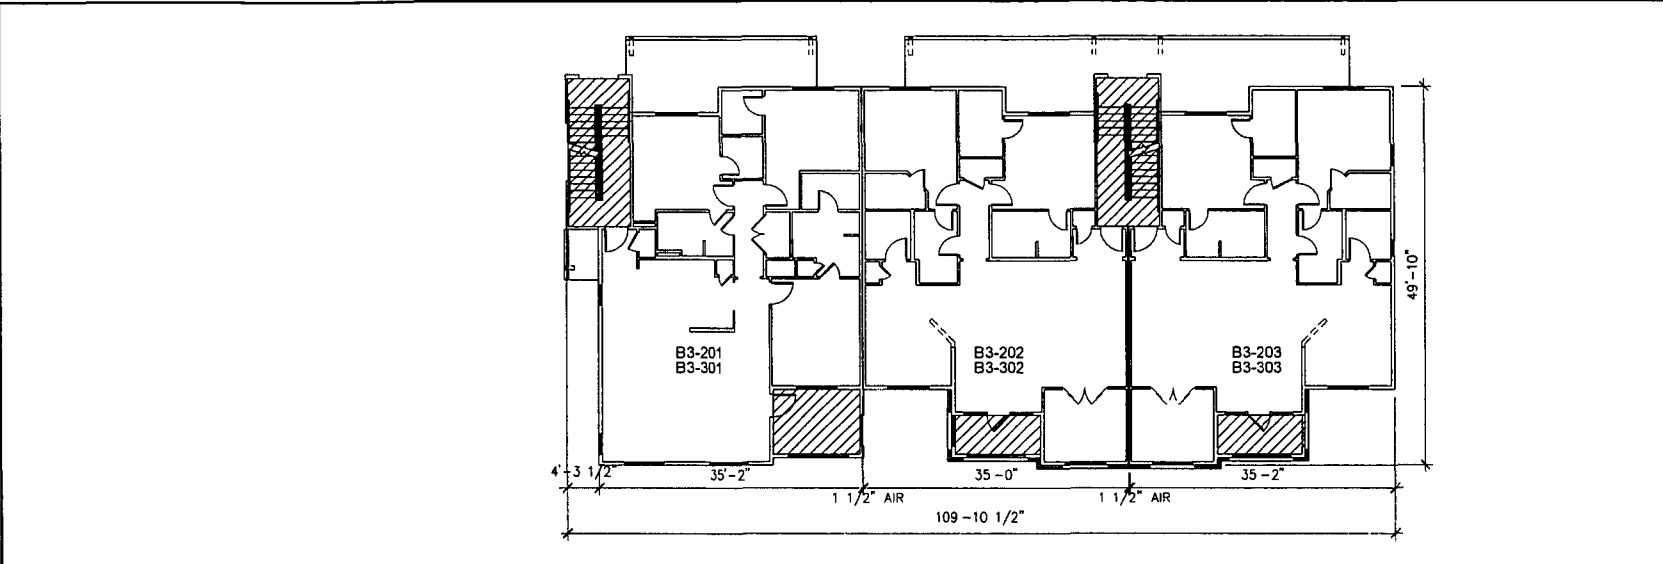 B3-201
B3-301
B3-202
B3-302
B3-203
B3-303
49'-10"
4'-3 1/2"
35'-2"
35-0"
35-2"
1 1/2" AIR
1 1/2" AIR
109-10 1/2"